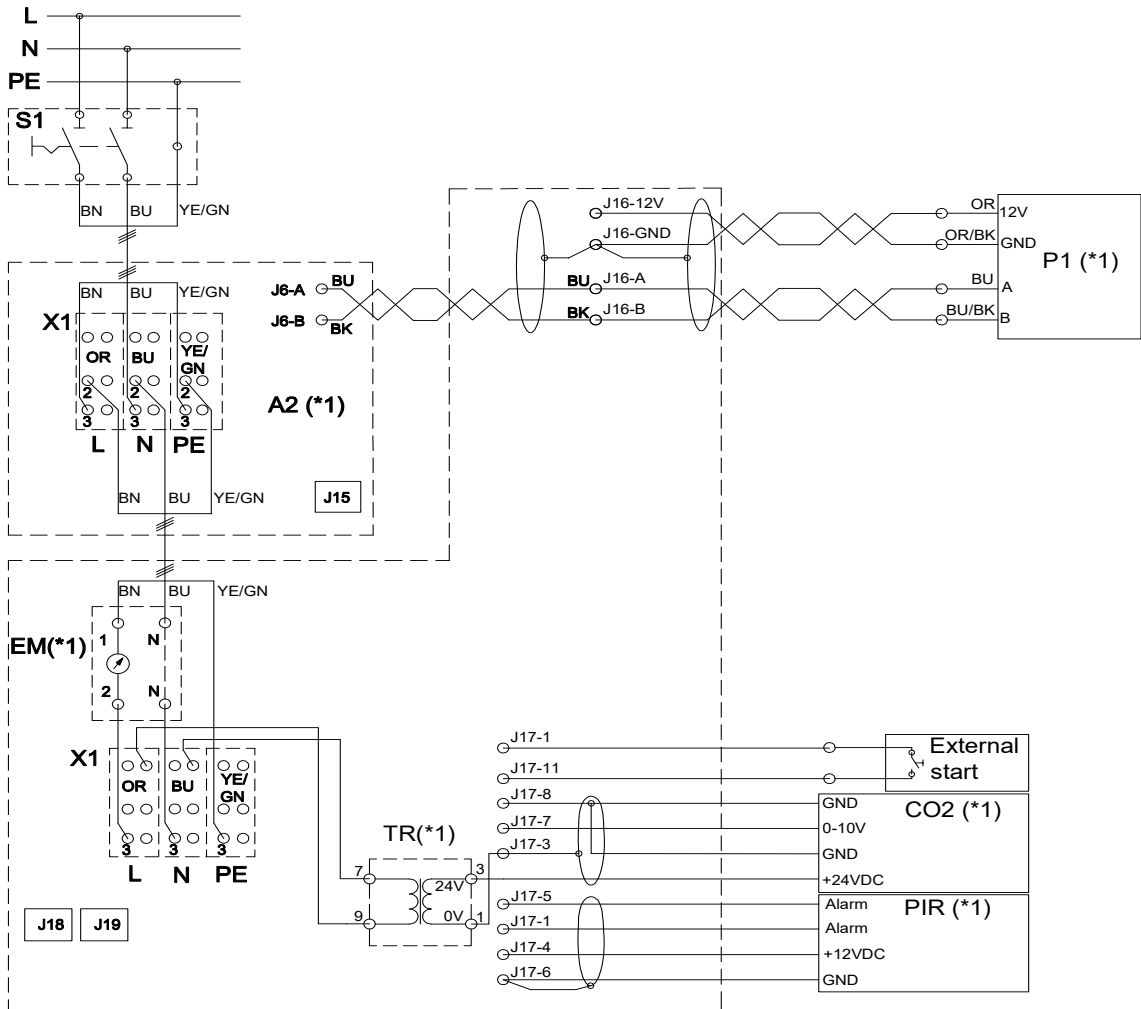 L
N
PE
S1
BN BU YE/GN
J16-12V
J16-GND
J16-A
J16-B
BU
BK
OR 12V
OR/BK GND
BU A
BU/BK B
P1 (*1)
BN BU YE/GN
J6-A BU
J6-B BK
X1
OR BU YE/
GN
2 2 2
3 3 3
L N PE
A2 (*1)
BN BU YE/GN
J15
BN BU YE/GN
EM(*1)
1 N
2 N
X1
OR BU YE/
GN
3 3 3
L N PE
J18 J19
TR(*1)
7 24V 3
9 0V 1
J17-1
J17-11
External
start
J17-8 GND
J17-7 0-10V
J17-3 GND
+24VDC
CO2 (*1)
J17-5 Alarm
J17-1 Alarm
J17-4 +12VDC
J17-6 GND
PIR (*1)